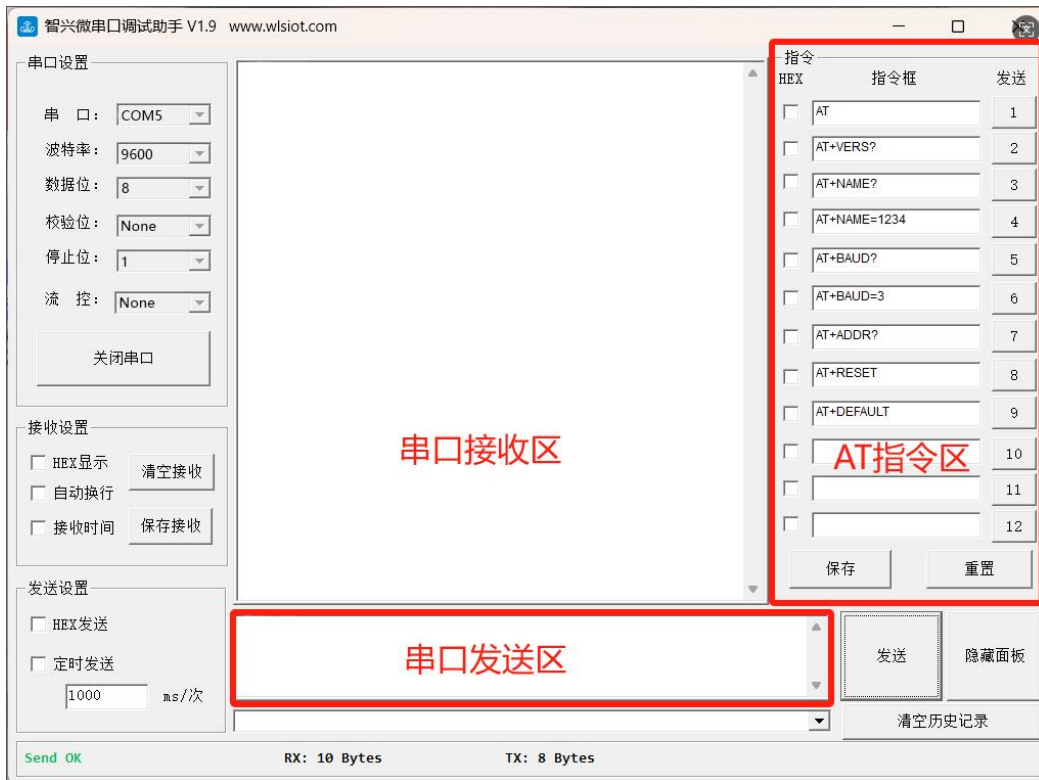 智兴微串口调试助手 V1.9 www.wlsiot.com
串口设置
串 口： COM5
波特率： 9600
数据位： 8
校验位： None
停止位： 1
流 控： None
关闭串口
接收设置
HEX显示
清空接收
自动换行
接收时间
保存接收
发送设置
HEX发送
定时发送
1000 ms/次
串口接收区
串口发送区
指令
HEX 指令框 发送
AT 1
AT+VERS? 2
AT+NAME? 3
AT+NAME=1234 4
AT+BAUD? 5
AT+BAUD=3 6
AT+ADDR? 7
AT+RESET 8
AT+DEFAULT 9
AT指令区 10
11
12
保存 重置
发送 隐藏面板
清空历史记录
Send OK RX: 10 Bytes TX: 8 Bytes